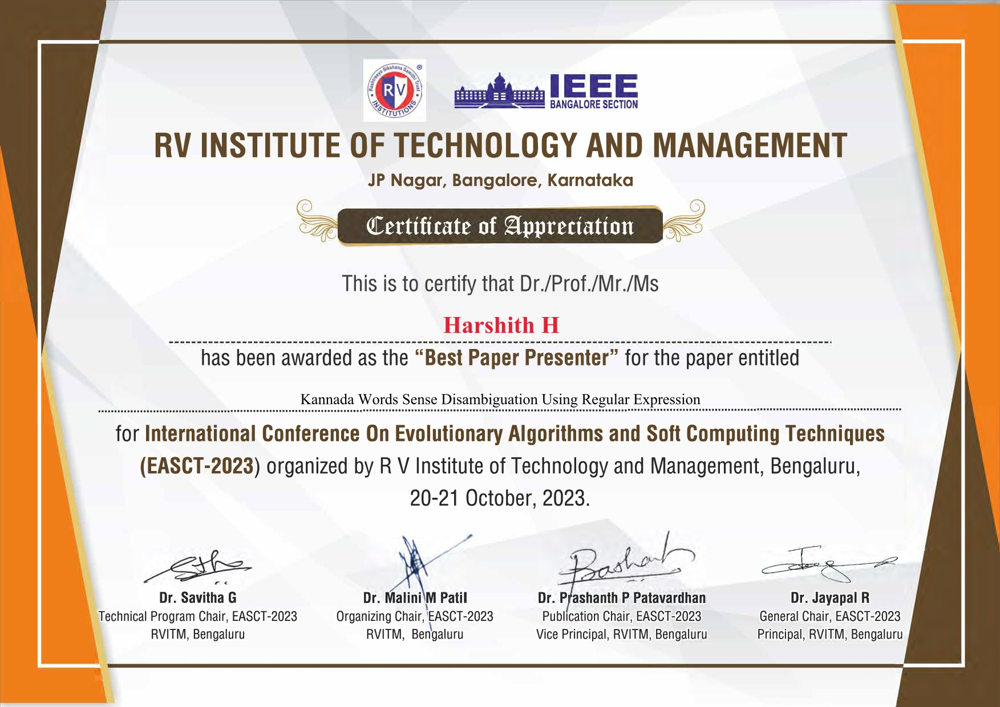 Rashtreeya Sikshana Samithi Trust ®
RV
INSTITUTIONS
IEEE
BANGALORE SECTION
RV INSTITUTE OF TECHNOLOGY AND MANAGEMENT
JP Nagar, Bangalore, Karnataka
Certificate of Appreciation
This is to certify that Dr./Prof./Mr./Ms
Harshith H
has been awarded as the “Best Paper Presenter” for the paper entitled
Kannada Words Sense Disambiguation Using Regular Expression
for International Conference On Evolutionary Algorithms and Soft Computing Techniques
(EASCT-2023) organized by R V Institute of Technology and Management, Bengaluru,
20-21 October, 2023.
Dr. Savitha G
Technical Program Chair, EASCT-2023
RVITM, Bengaluru
Dr. Malini M Patil
Organizing Chair, EASCT-2023
RVITM, Bengaluru
Dr. Prashanth P Patavardhan
Publication Chair, EASCT-2023
Vice Principal, RVITM, Bengaluru
Dr. Jayapal R
General Chair, EASCT-2023
Principal, RVITM, Bengaluru